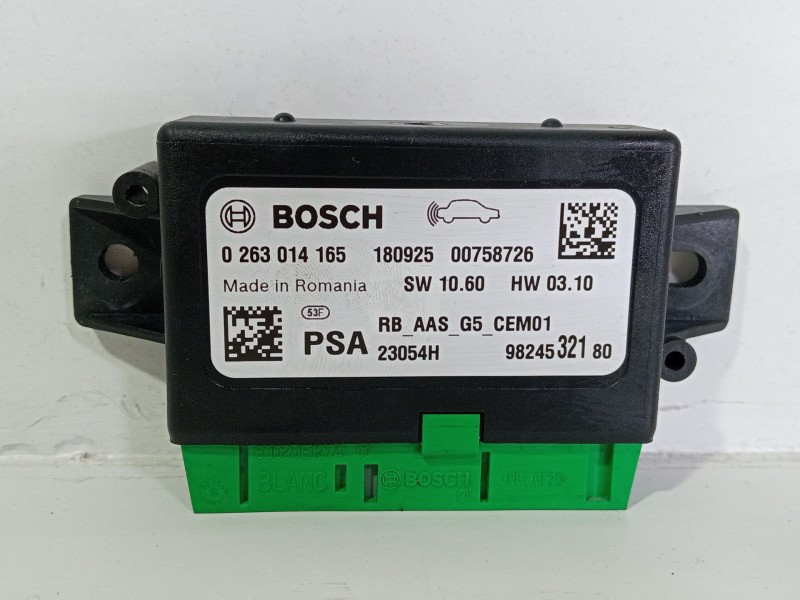 BOSCH
0 263 014 165 180925 00758726
Made in Romania SW 10.60 HW 03.10
53F
PSA RB_AAS_G5_CEM01
23054H 98245 321 80
BLANC BOSCH